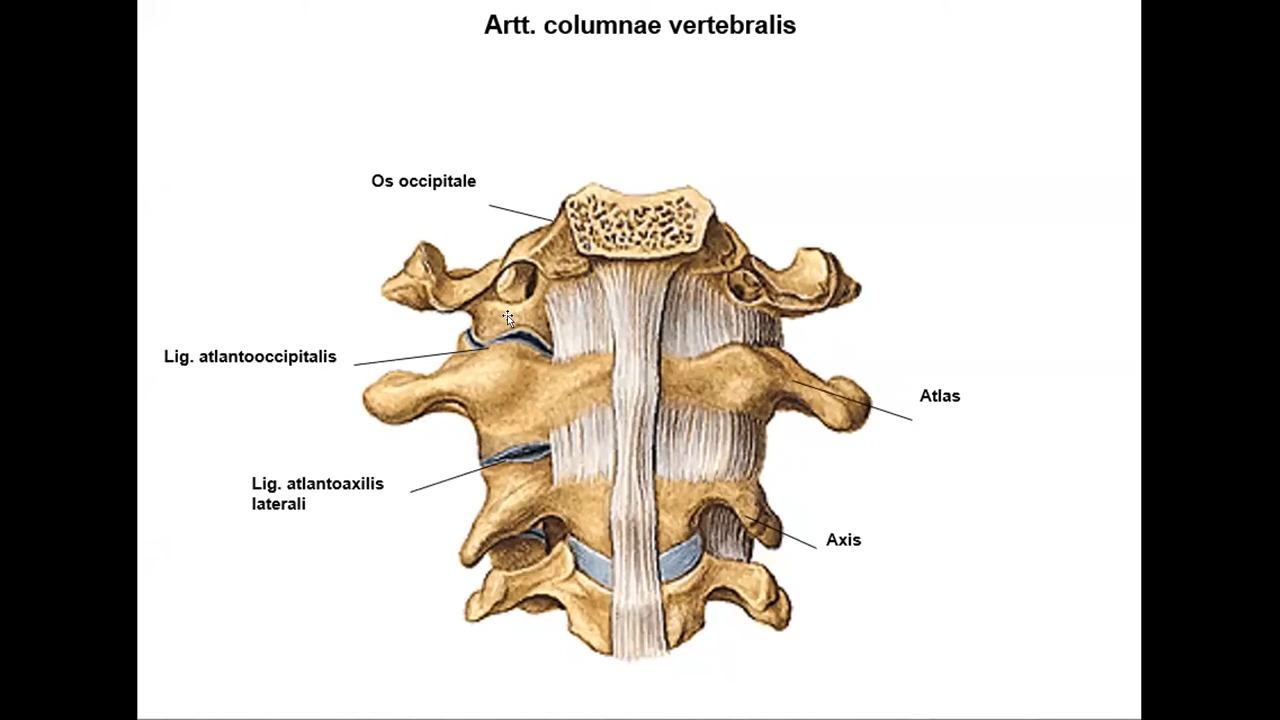 Artt. columnae vertebralis
Os occipitale
Lig. atlantooccipitalis
Atlas
Lig. atlantoaxilis
laterali
Axis